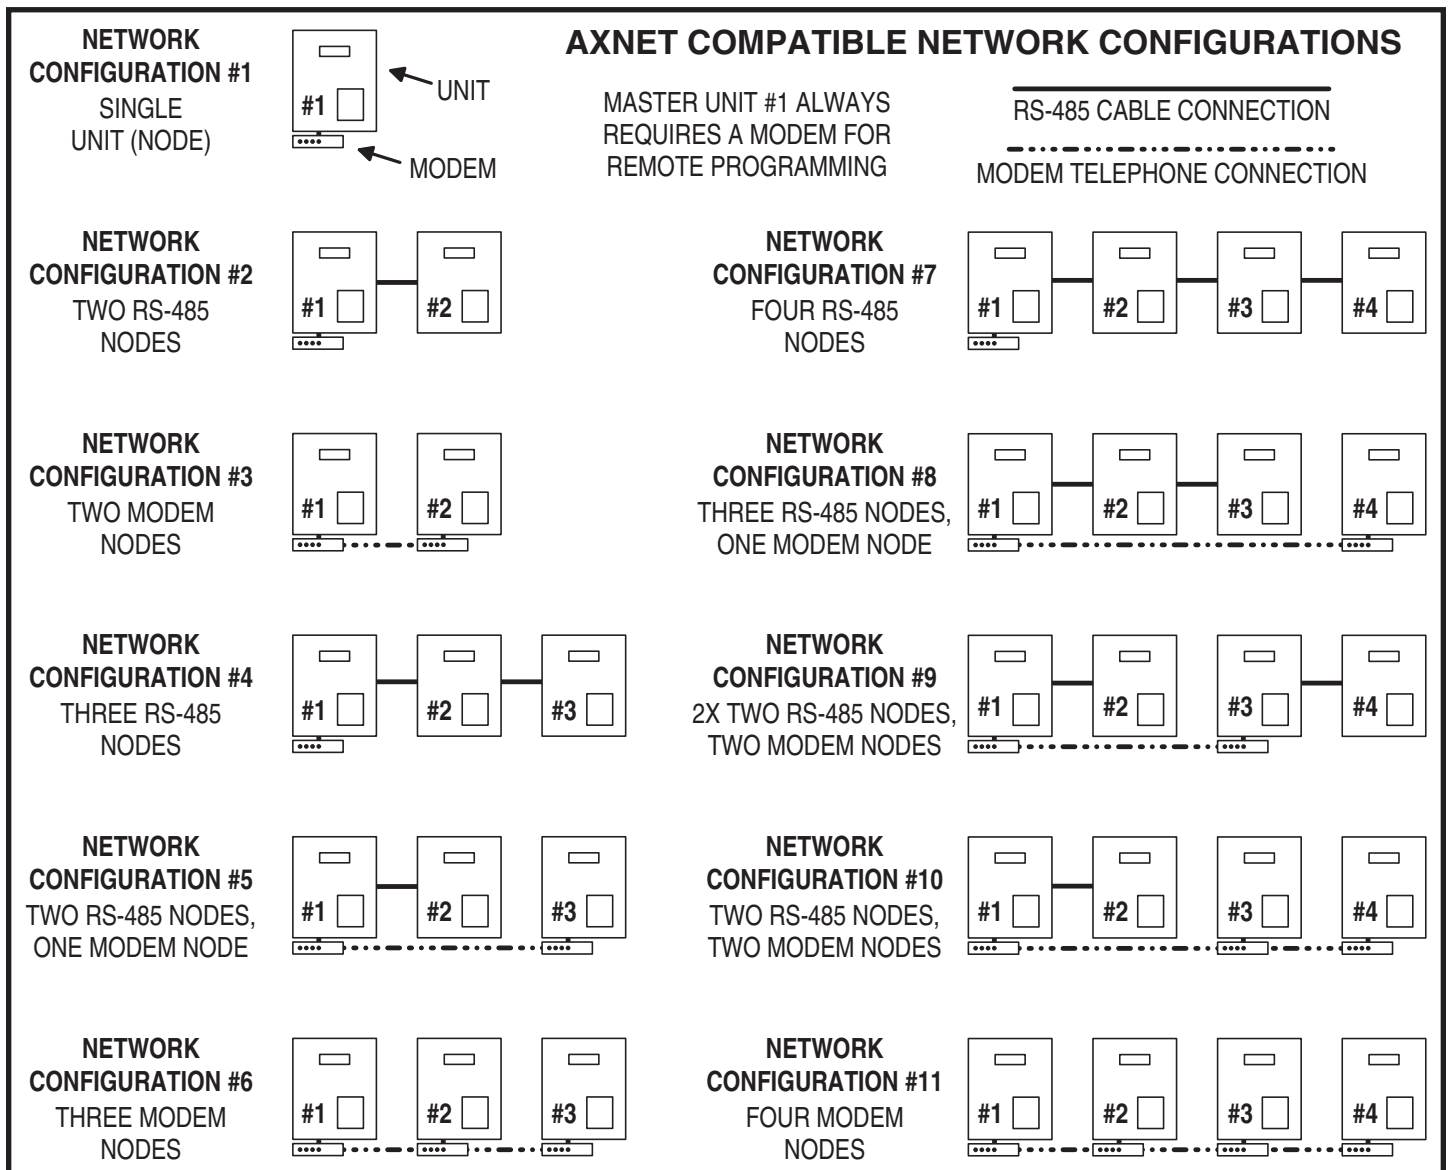 AXNET COMPATIBLE NETWORK CONFIGURATIONS
NETWORK
CONFIGURATION #1
SINGLE
UNIT (NODE)
#1
UNIT
MODEM
MASTER UNIT #1 ALWAYS
REQUIRES A MODEM FOR
REMOTE PROGRAMMING
RS-485 CABLE CONNECTION
MODEM TELEPHONE CONNECTION
NETWORK
CONFIGURATION #2
TWO RS-485
NODES
#1 #2
NETWORK
CONFIGURATION #3
TWO MODEM
NODES
#1 #2
NETWORK
CONFIGURATION #4
THREE RS-485
NODES
#1 #2 #3
NETWORK
CONFIGURATION #5
TWO RS-485 NODES,
ONE MODEM NODE
#1 #2 #3
NETWORK
CONFIGURATION #6
THREE MODEM
NODES
#1 #2 #3
NETWORK
CONFIGURATION #7
FOUR RS-485
NODES
#1 #2 #3 #4
NETWORK
CONFIGURATION #8
THREE RS-485 NODES,
ONE MODEM NODE
#1 #2 #3 #4
NETWORK
CONFIGURATION #9
2X TWO RS-485 NODES,
TWO MODEM NODES
#1 #2 #3 #4
NETWORK
CONFIGURATION #10
TWO RS-485 NODES,
TWO MODEM NODES
#1 #2 #3 #4
NETWORK
CONFIGURATION #11
FOUR MODEM
NODES
#1 #2 #3 #4